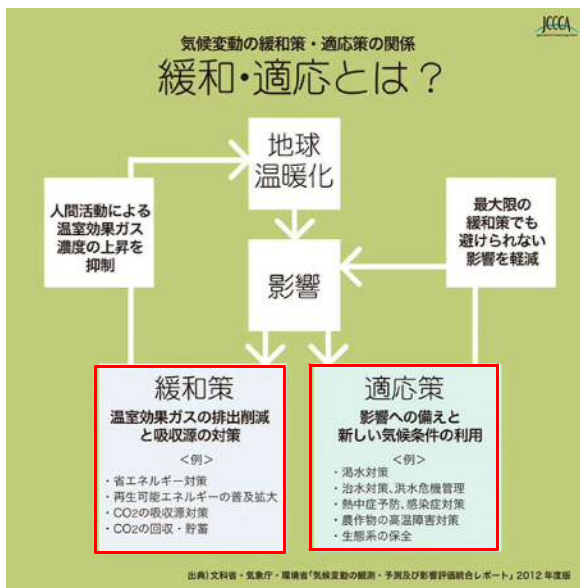 JCCCA
気候変動の緩和策・適応策の関係
緩和・適応とは？
地球
温暖化
人間活動による
温室効果ガス
濃度の上昇を
抑制
最大限の
緩和策でも
避けられない
影響を軽減
影響
緩和策
温室効果ガスの排出削減
と吸収源の対策
＜例＞
・省エネルギー対策
・再生可能エネルギーの普及拡大
・CO2の吸収源対策
・CO2の回収・貯蓄
適応策
影響への備えと
新しい気候条件の利用
＜例＞
・渇水対策
・治水対策、洪水危機管理
・熱中症予防、感染症対策
・農作物の高温障害対策
・生態系の保全
出典）文科省・気象庁・環境省「気候変動の観測・予測及び影響評価統合レポート」2012年度版